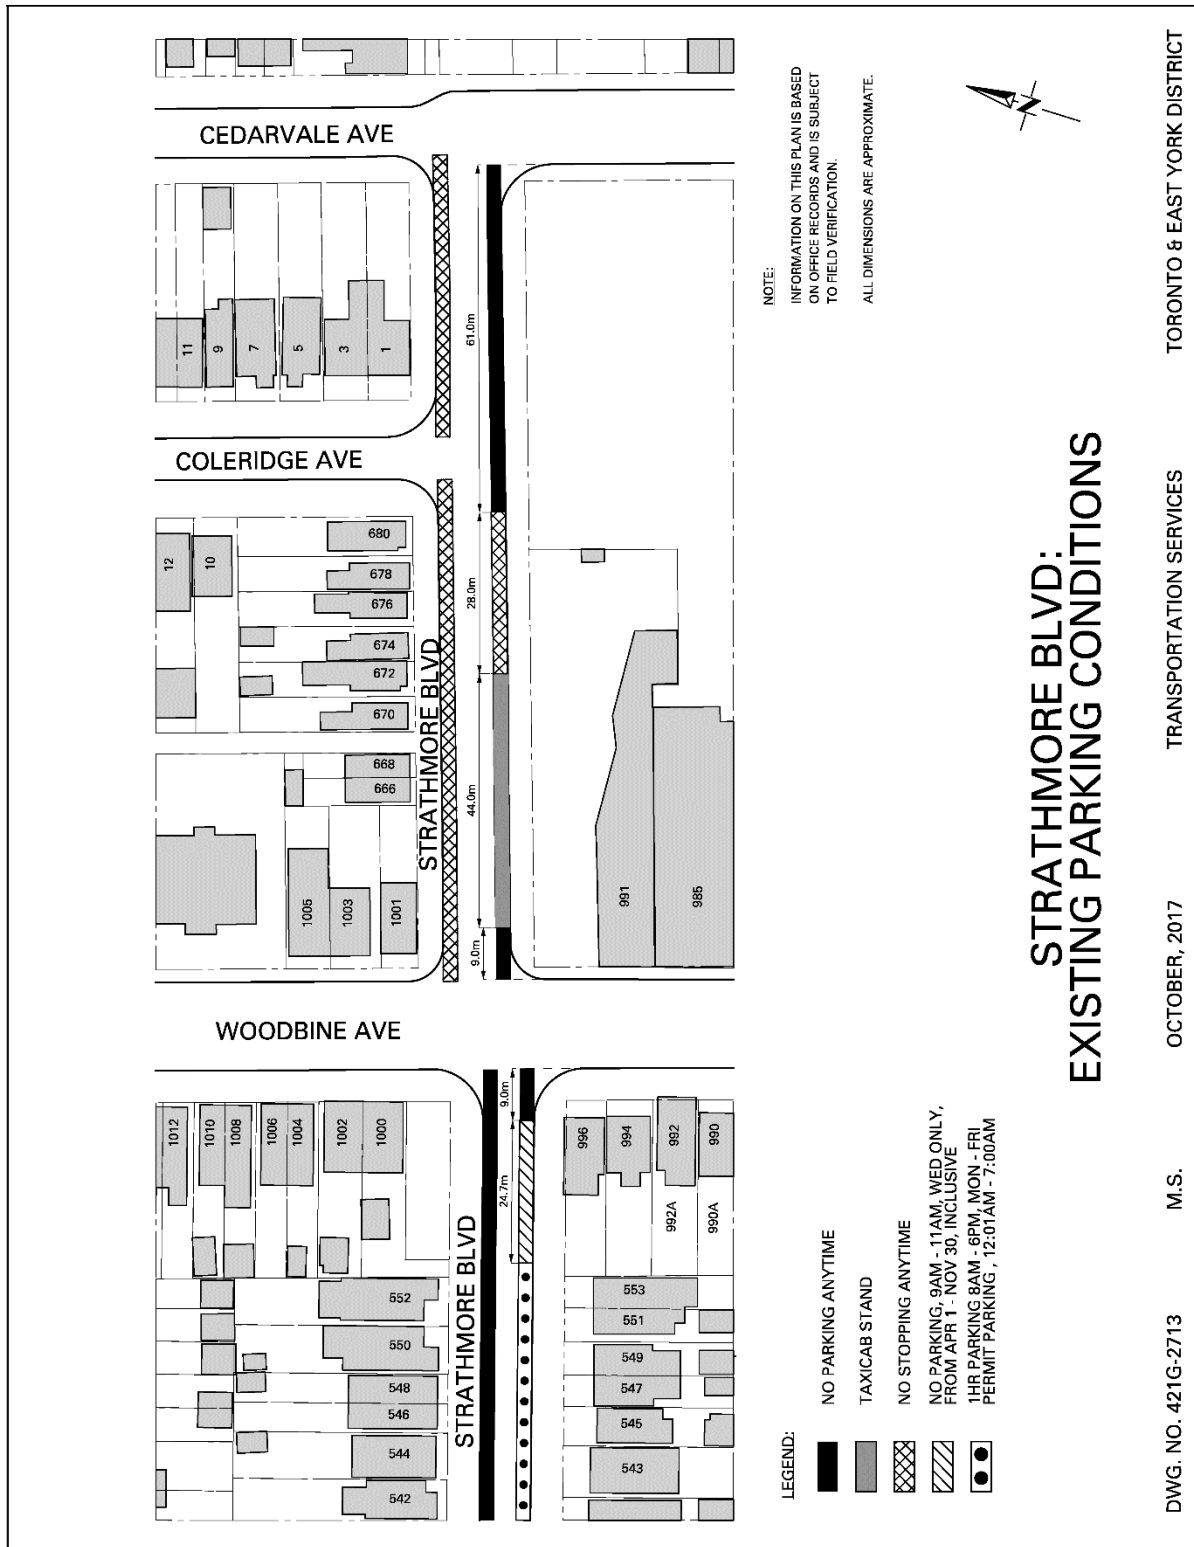 CEDARVALE AVE
11
9
7
5
3
1
61.0m
COLERIDGE AVE
12
10
680
678
676
674
672
670
668
666
1005
1003
1001
STRATHMORE BLVD
28.0m
44.0m
9.0m
991
985
WOODBINE AVE
1012
1010
1008
1006
1004
1002
1000
552
550
548
546
544
542
STRATHMORE BLVD
9.0m
24.7m
996
994
992
990
992A
990A
553
551
549
547
545
543
NOTE:
INFORMATION ON THIS PLAN IS BASED
ON OFFICE RECORDS AND IS SUBJECT
TO FIELD VERIFICATION.
ALL DIMENSIONS ARE APPROXIMATE.
N
LEGEND:
NO PARKING ANYTIME
TAXICAB STAND
NO STOPPING ANYTIME
NO PARKING, 9AM - 11AM, WED ONLY,
FROM APR 1 - NOV 30, INCLUSIVE
1HR PARKING 8AM - 6PM, MON - FRI
PERMIT PARKING , 12:01AM - 7:00AM
STRATHMORE BLVD:
EXISTING PARKING CONDITIONS
DWG. NO. 421G-2713
M.S.
OCTOBER, 2017
TRANSPORTATION SERVICES
TORONTO & EAST YORK DISTRICT